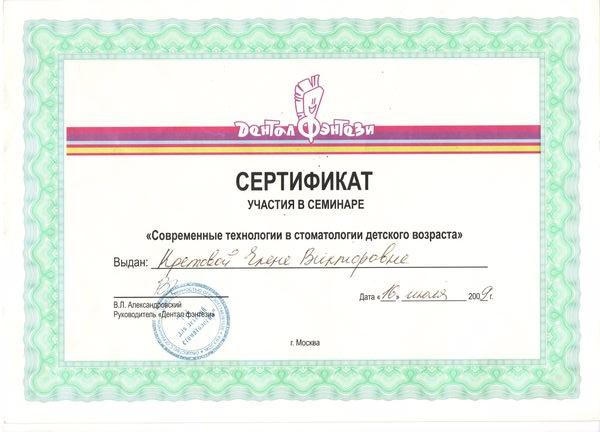 Дентал Фэнтези
СЕРТИФИКАТ
УЧАСТИЯ В СЕМИНАРЕ
«Современные технологии в стоматологии детского возраста»
Выдан: Кретовой Елене Викторовне
В.Л. Александровский
Руководитель «Дентал фэнтези»
Дата «16» июля 2009 г.
г. Москва